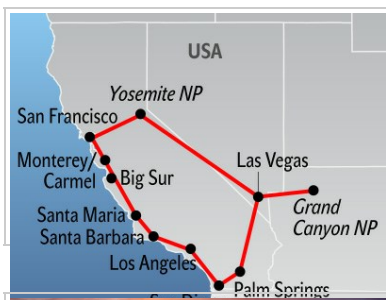 USA
Yosemite NP
San Francisco
Monterey/
Carmel
Big Sur
Las Vegas
Grand
Canyon NP
Santa Maria
Santa Barbara
Los Angeles
Palm Springs